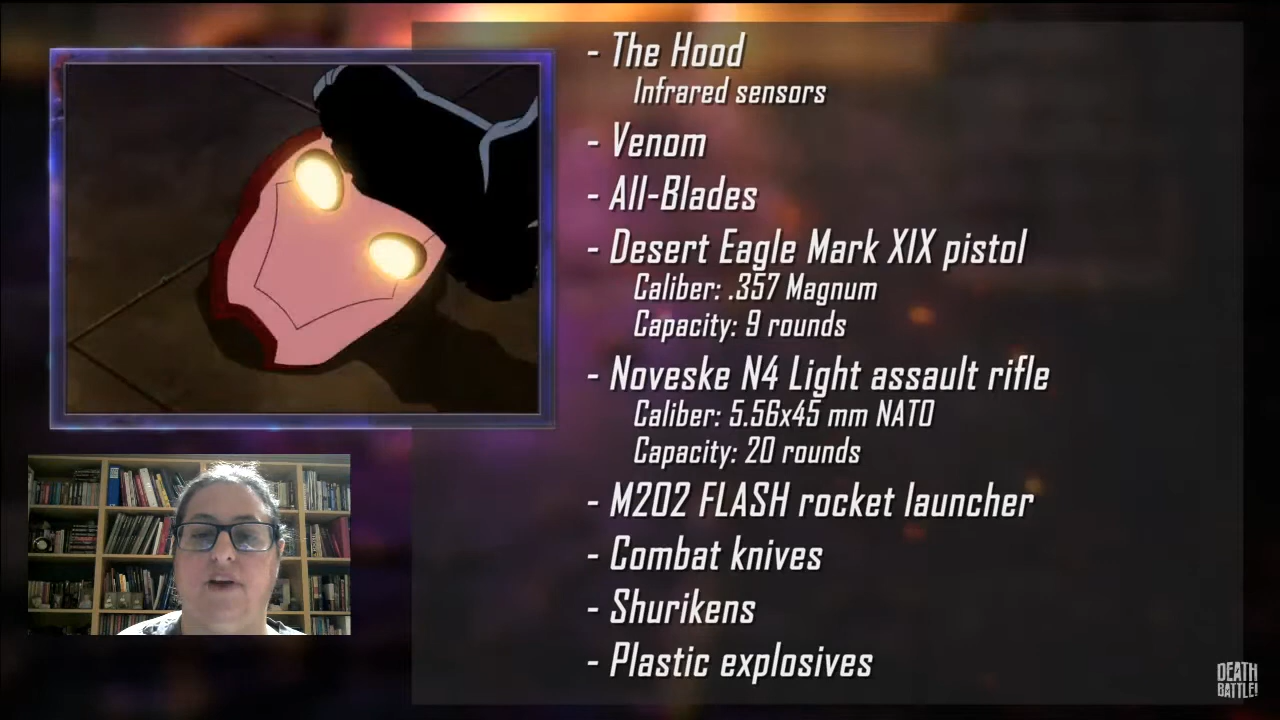 - The Hood
Infrared sensors
- Venom
- All-Blades
- Desert Eagle Mark XIX pistol
Caliber: .357 Magnum
Capacity: 9 rounds
- Noveske N4 Light assault rifle
Caliber: 5.56x45 mm NATO
Capacity: 20 rounds
- M202 FLASH rocket launcher
- Combat knives
- Shurikens
- Plastic explosives
DEATH
BATTLE!